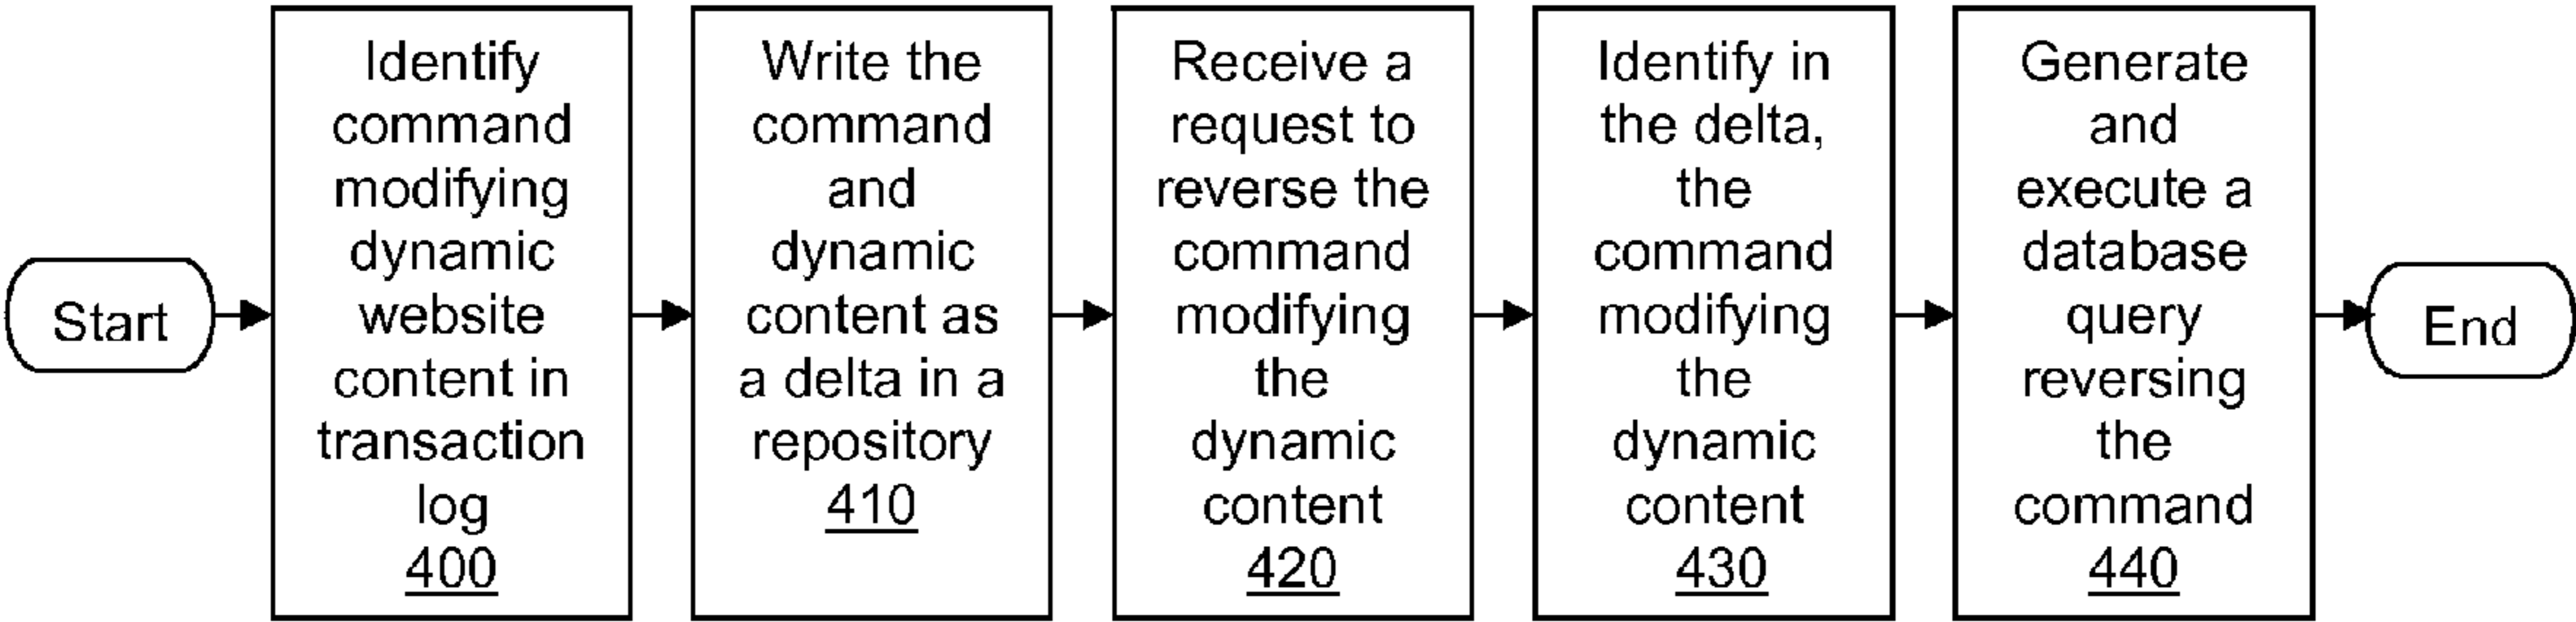 Start
Identify
command
modifying
dynamic
website
content in
transaction
log
400
Write the
command
and
dynamic
content as
a delta in a
repository
410
Receive a
request to
reverse the
command
modifying
the
dynamic
content
420
Identify in
the delta,
the
command
modifying
the
dynamic
content
430
Generate
and
execute a
database
query
reversing
the
command
440
End